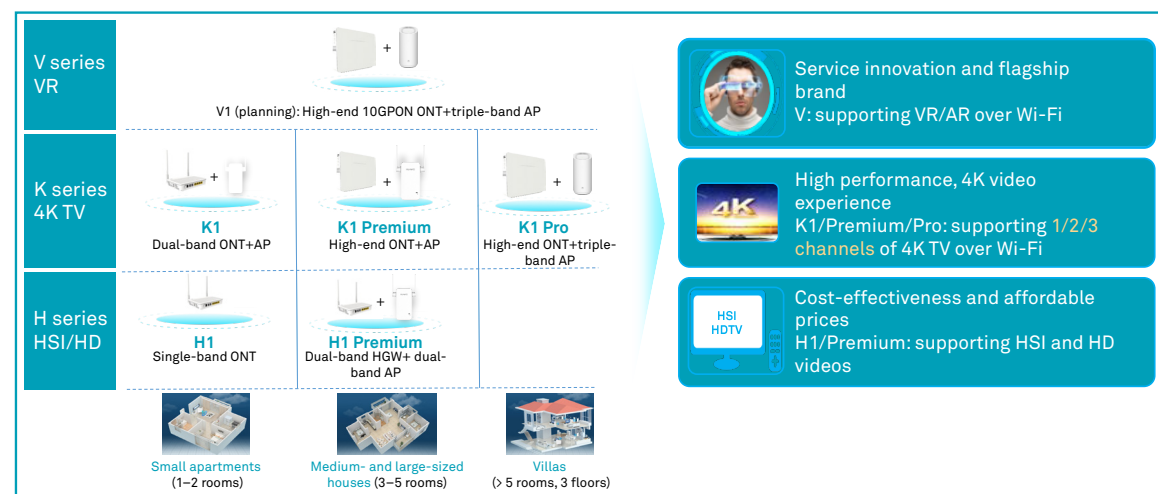 V series
VR
+
V1 (planning): High-end 10GPON ONT+triple-band AP
K series
4K TV
+
K1
Dual-band ONT+AP
+
K1 Premium
High-end ONT+AP
+
K1 Pro
High-end ONT+triple-
band AP
H series
HSI/HD
H1
Single-band ONT
+
H1 Premium
Dual-band HGW+ dual-
band AP
Small apartments
(1–2 rooms)
Medium- and large-sized
houses (3–5 rooms)
Villas
(> 5 rooms, 3 floors)
Service innovation and flagship
brand
V: supporting VR/AR over Wi-Fi
4K
High performance, 4K video
experience
K1/Premium/Pro: supporting 1/2/3
channels of 4K TV over Wi-Fi
HSI
HDTV
Cost-effectiveness and affordable
prices
H1/Premium: supporting HSI and HD
videos